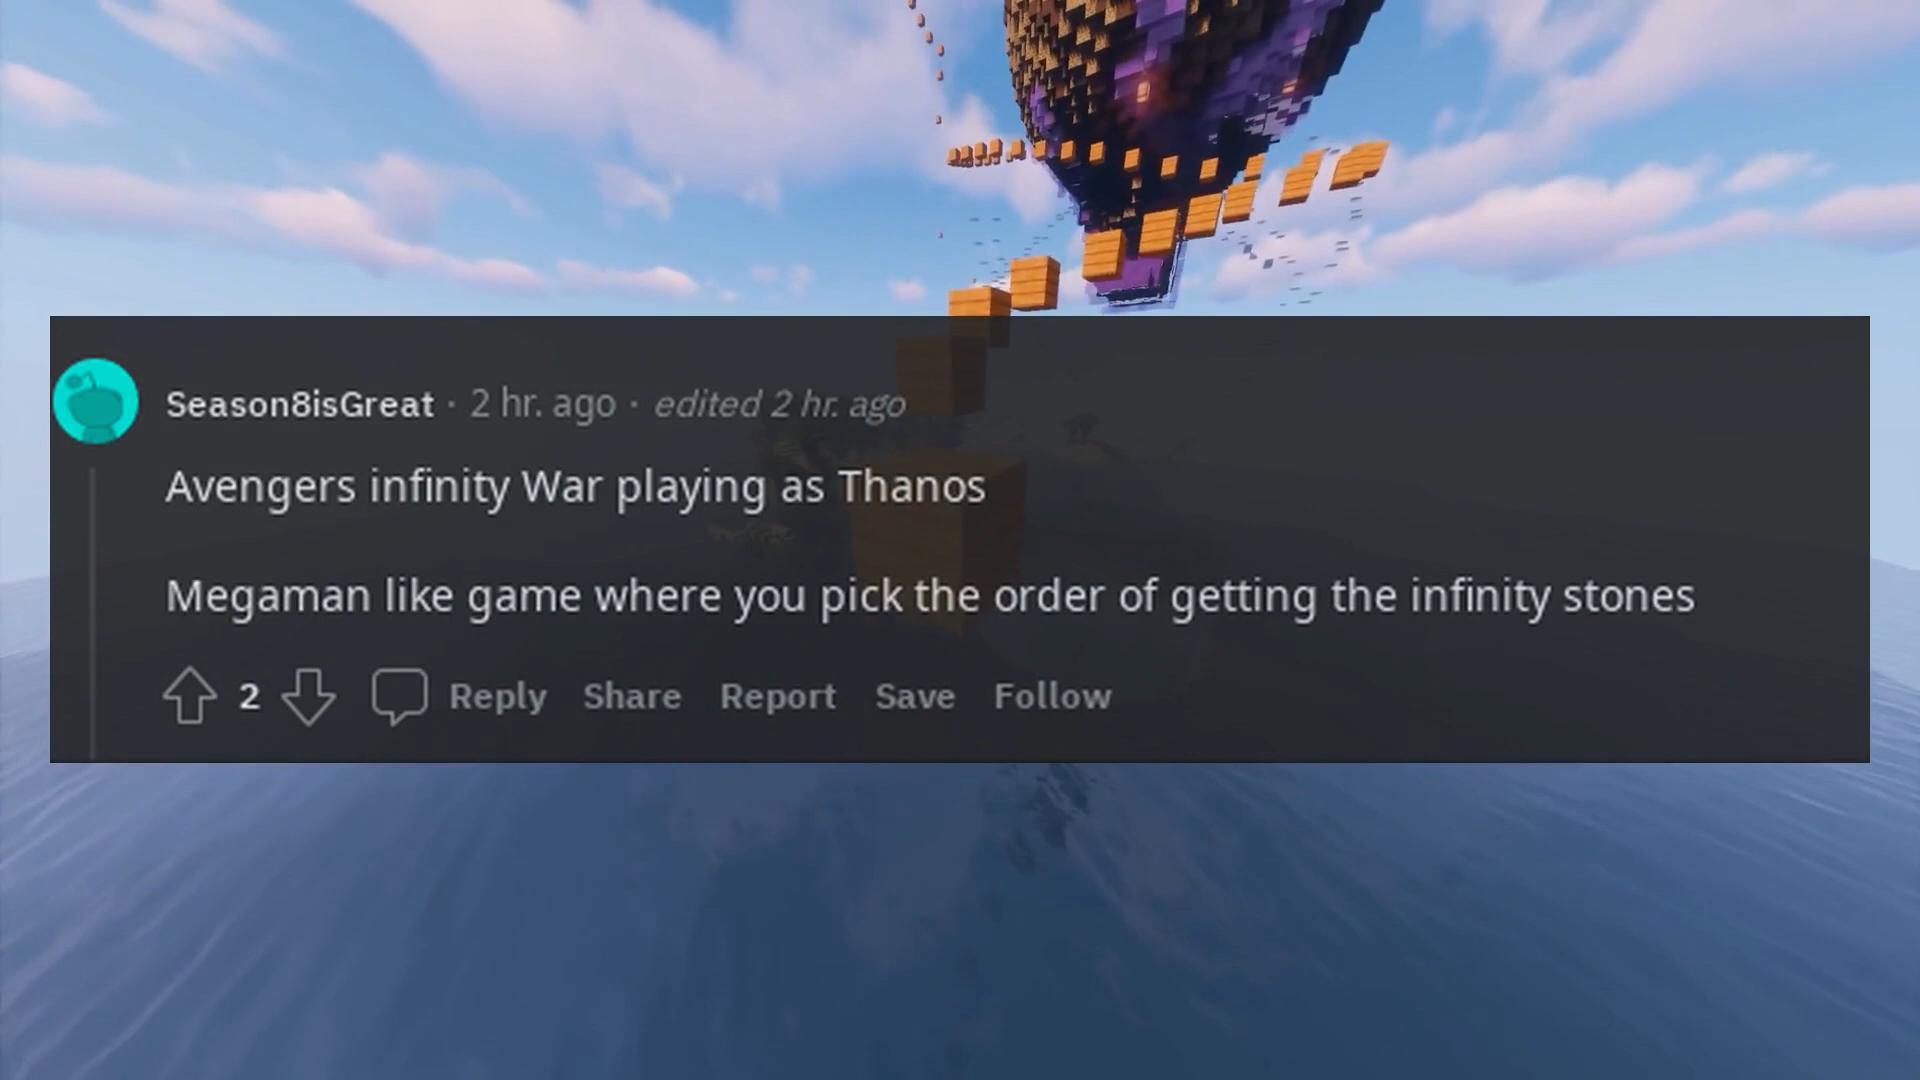 Season8isGreat · 2 hr. ago · edited 2 hr. ago
Avengers infinity War playing as Thanos
Megaman like game where you pick the order of getting the infinity stones
2 Reply Share Report Save Follow